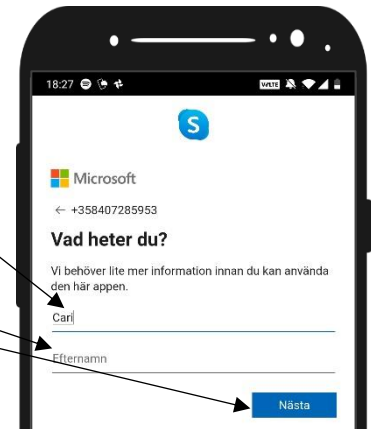 18:27
VoLTE
S
Microsoft
← +358407285953
Vad heter du?
Vi behöver lite mer information innan du kan använda
den här appen.
Cari
Efternamn
Nästa